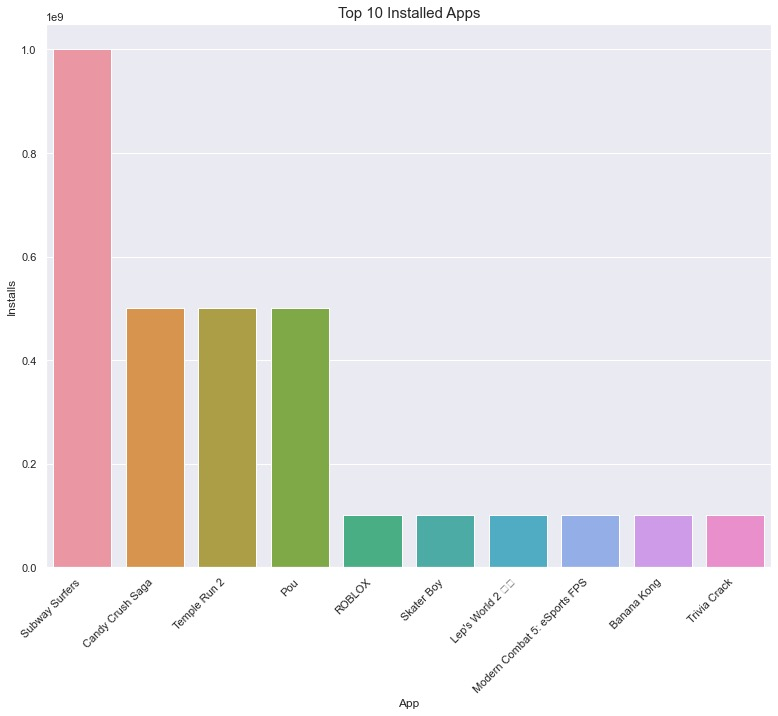 Top 10 Installed Apps
1e9
1.0
0.8
0.6
0.4
0.2
0.0
Installs
Subway Surfers
Candy Crush Saga
Temple Run 2
Pou
ROBLOX
Skater Boy
Lep's World 2 □□
Modern Combat 5: eSports FPS
Banana Kong
Trivia Crack
App